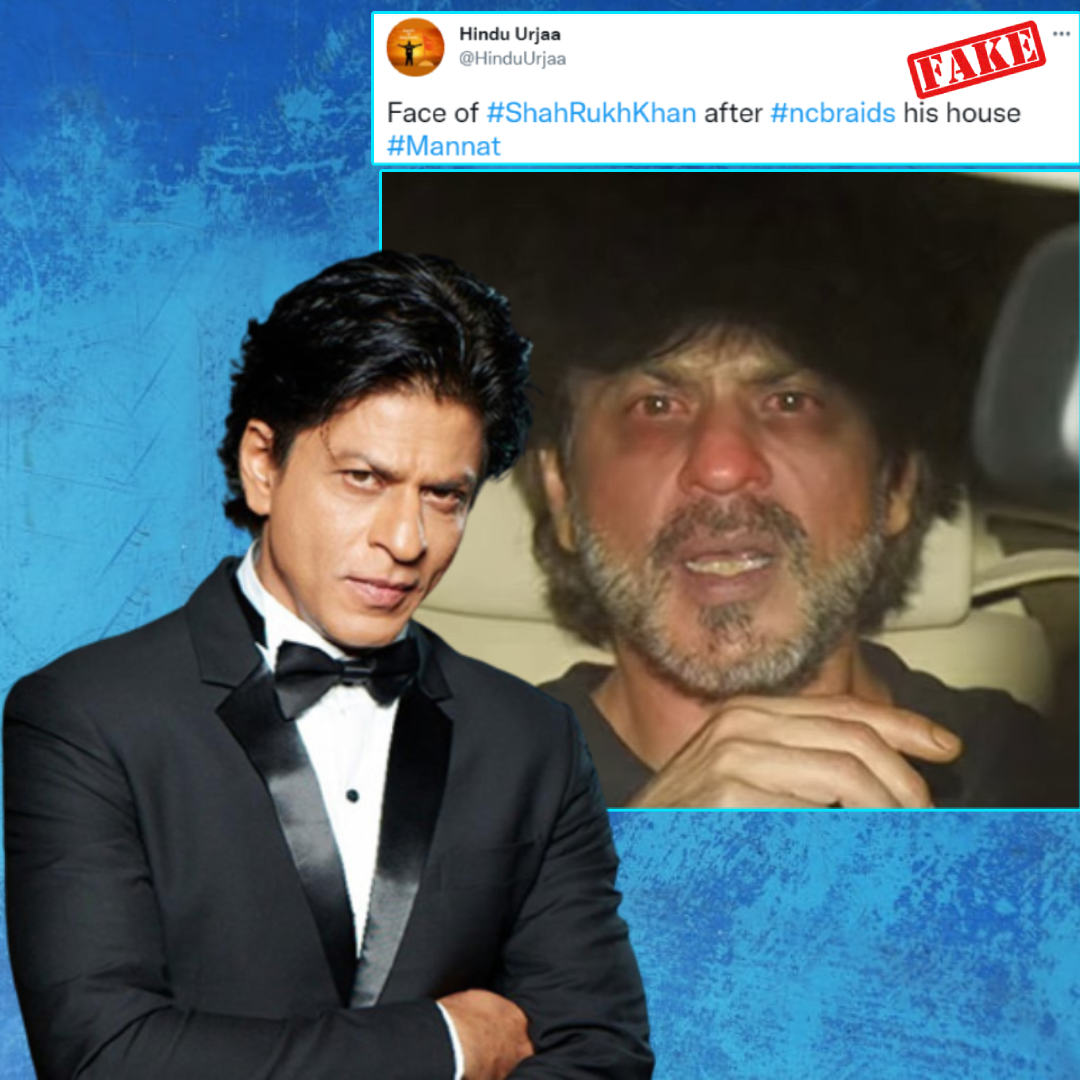 Hindu Urjaa
@HinduUrjaa
FAKE
Face of #ShahRukhKhan after #ncbraids his house
#Mannat